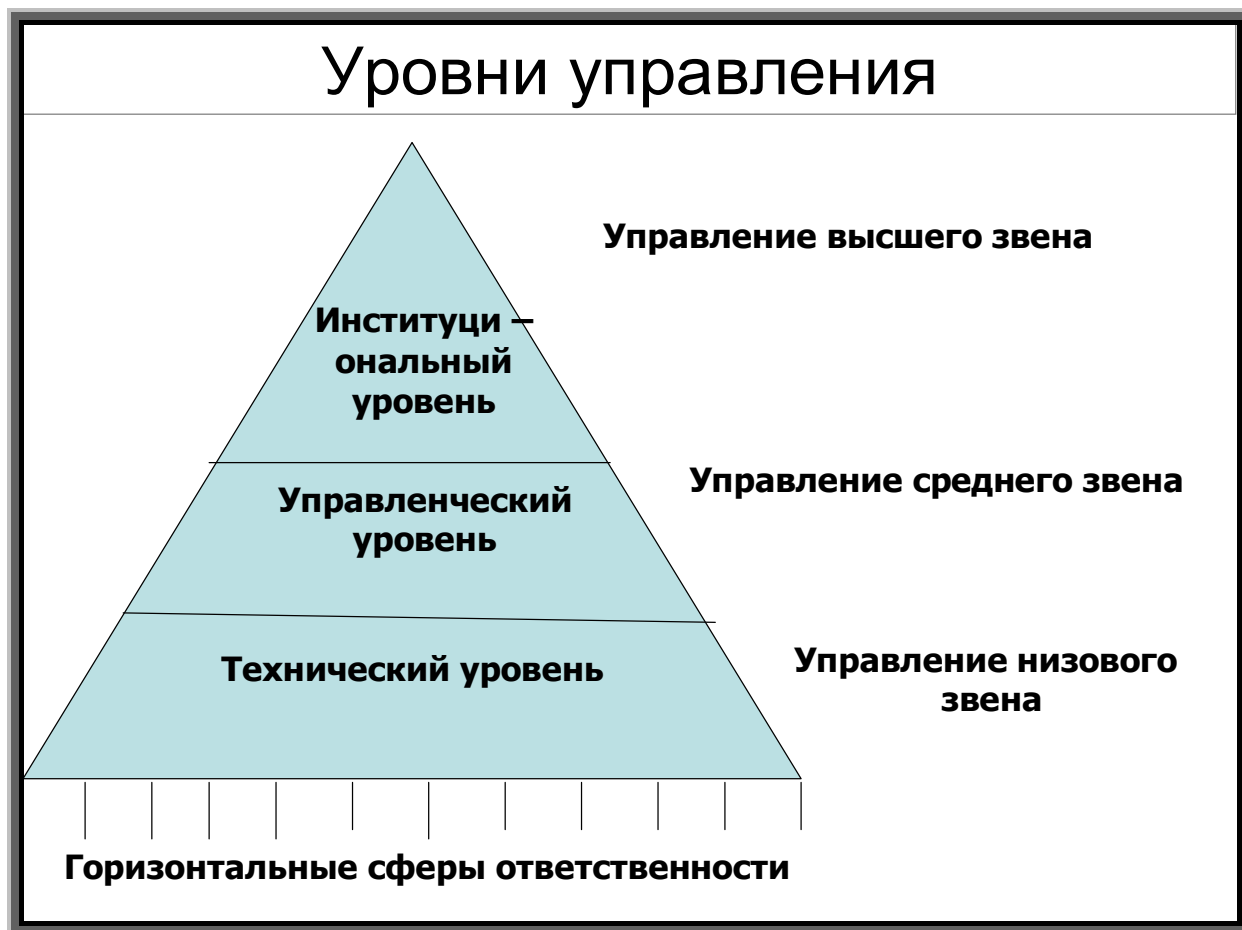 Уровни управления
Управление высшего звена
Институци –
ональный
уровень
Управление среднего звена
Управленческий
уровень
Технический уровень
Управление низового
звена
Горизонтальные сферы ответственности